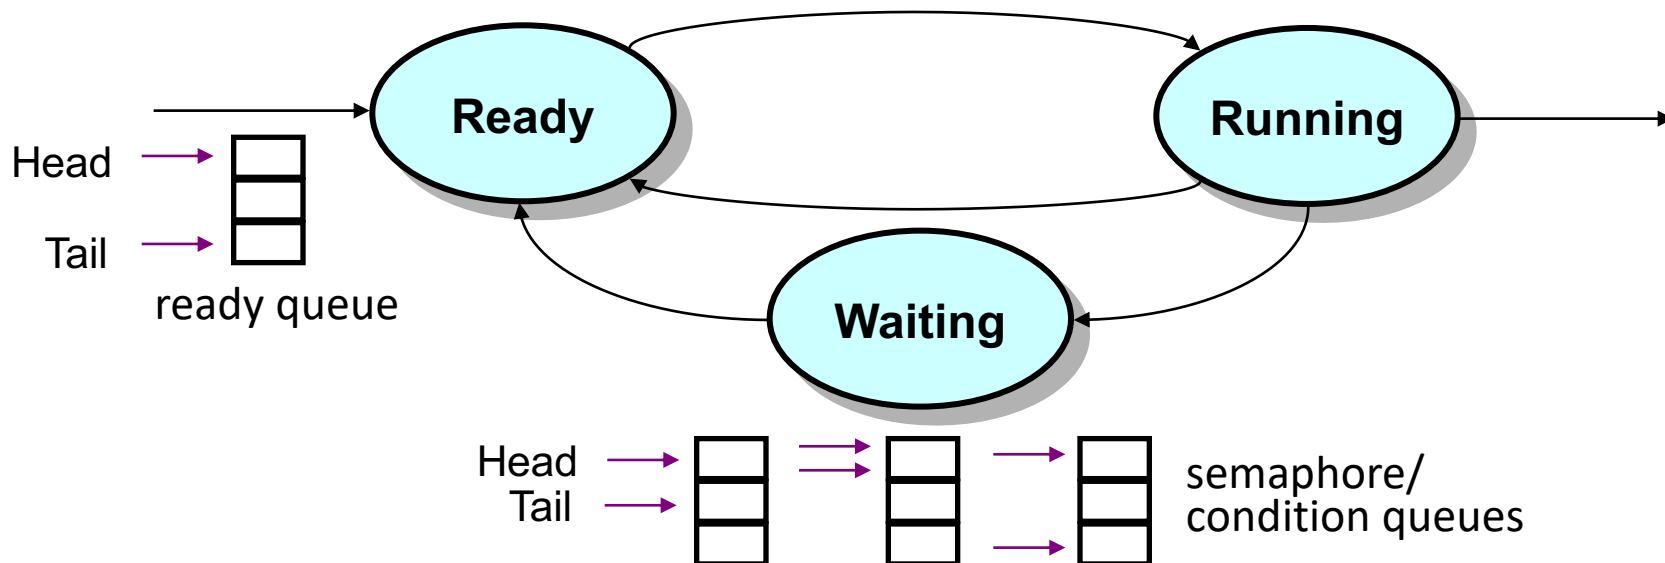 Ready
Running
Head
Tail
ready queue
Waiting
Head
Tail
semaphore/
condition queues